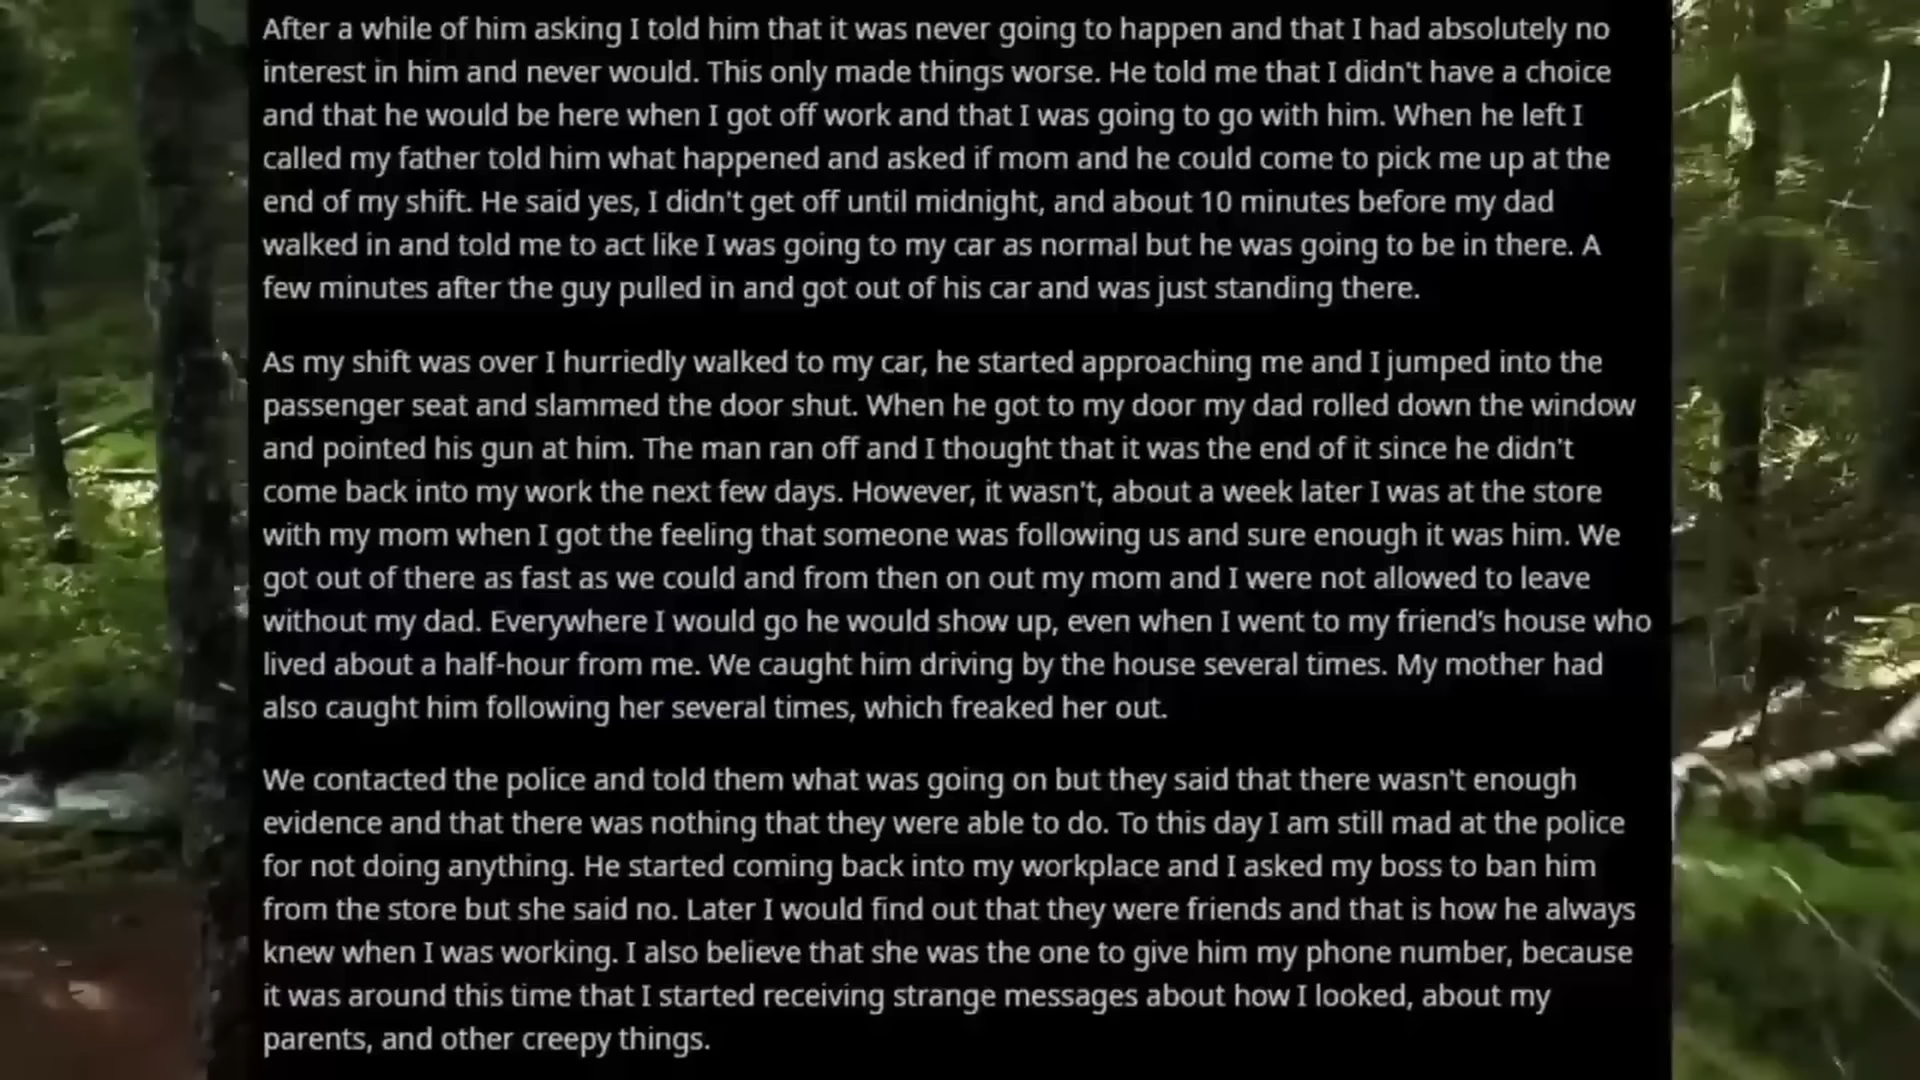 After a while of him asking I told him that it was never going to happen and that I had absolutely no
interest in him and never would. This only made things worse. He told me that I didn't have a choice
and that he would be here when I got off work and that I was going to go with him. When he left I
called my father told him what happened and asked if mom and he could come to pick me up at the
end of my shift. He said yes, I didn't get off until midnight, and about 10 minutes before my dad
walked in and told me to act like I was going to my car as normal but he was going to be in there. A
few minutes after the guy pulled in and got out of his car and was just standing there.
As my shift was over I hurriedly walked to my car, he started approaching me and I jumped into the
passenger seat and slammed the door shut. When he got to my door my dad rolled down the window
and pointed his gun at him. The man ran off and I thought that it was the end of it since he didn't
come back into my work the next few days. However, it wasn't, about a week later I was at the store
with my mom when I got the feeling that someone was following us and sure enough it was him. We
got out of there as fast as we could and from then on out my mom and I were not allowed to leave
without my dad. Everywhere I would go he would show up, even when I went to my friend's house who
lived about a half-hour from me. We caught him driving by the house several times. My mother had
also caught him following her several times, which freaked her out.
We contacted the police and told them what was going on but they said that there wasn't enough
evidence and that there was nothing that they were able to do. To this day I am still mad at the police
for not doing anything. He started coming back into my workplace and I asked my boss to ban him
from the store but she said no. Later I would find out that they were friends and that is how he always
knew when I was working. I also believe that she was the one to give him my phone number, because
it was around this time that I started receiving strange messages about how I looked, about my
parents, and other creepy things.